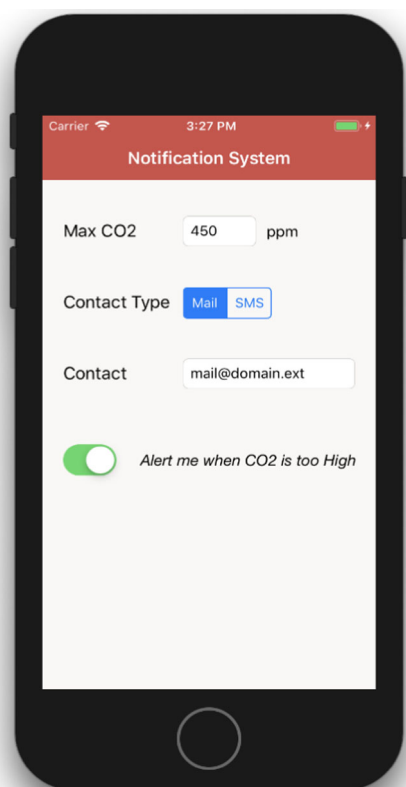 Carrier 3:27 PM
Notification System
Max CO2 450 ppm
Contact Type Mail SMS
Contact mail@domain.ext
Alert me when CO2 is too High